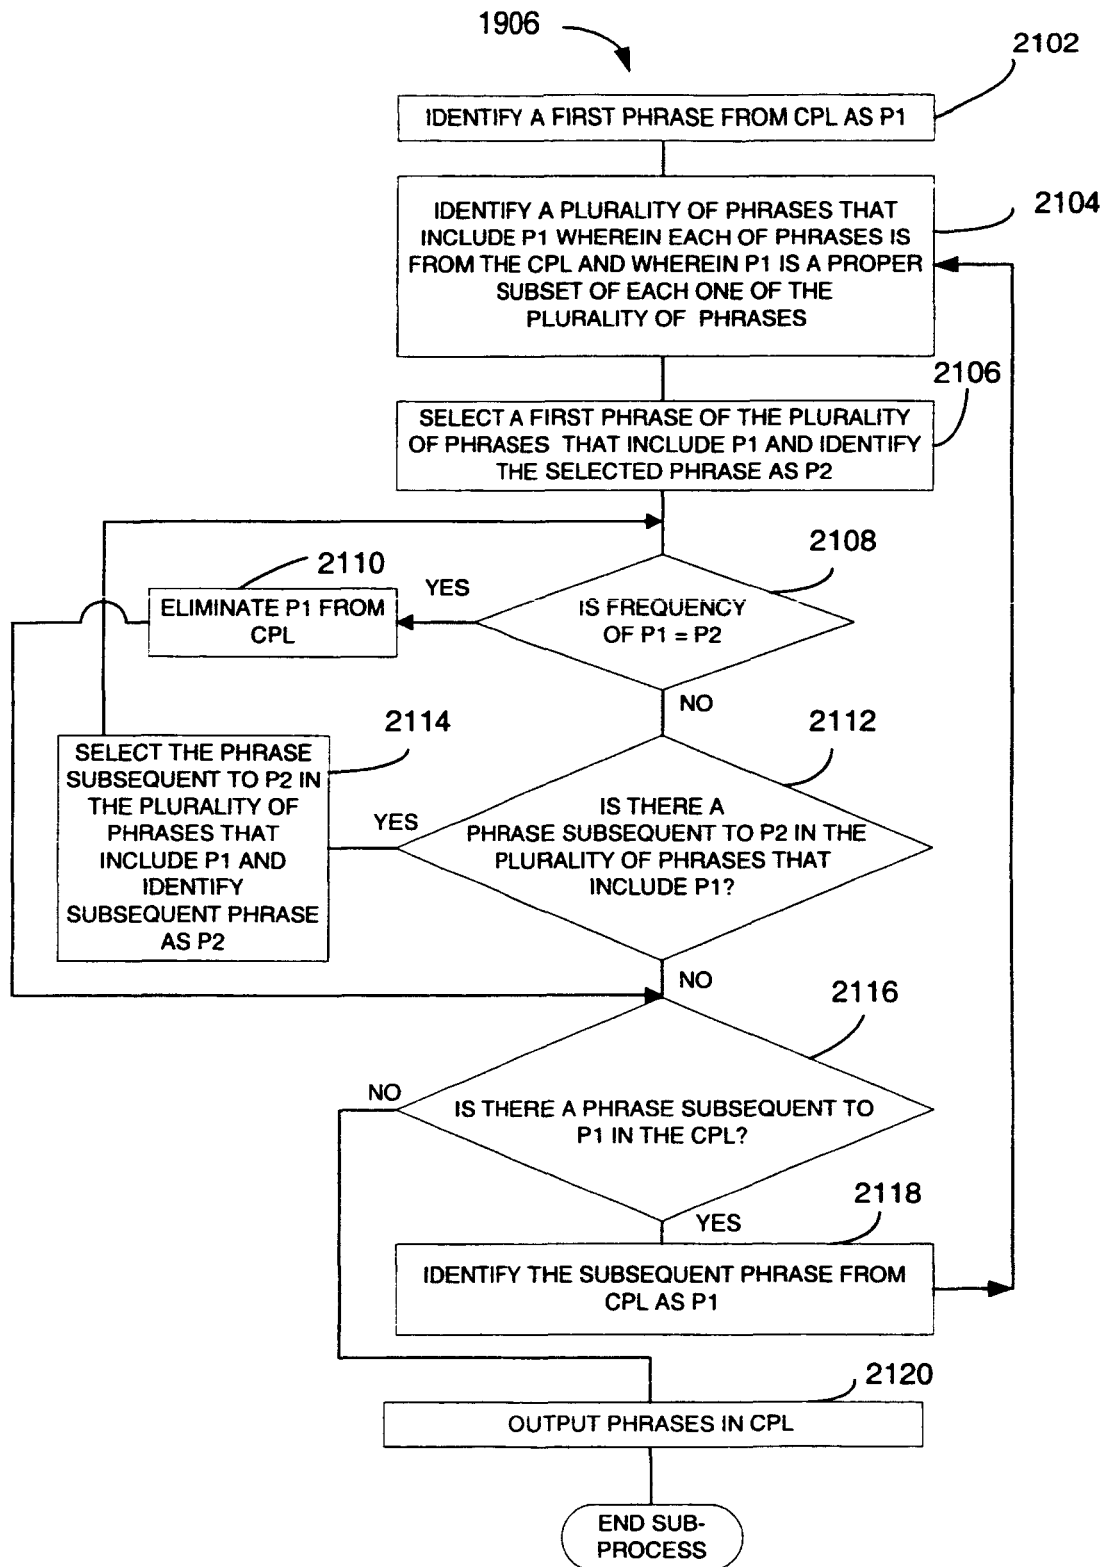 1906
2102
IDENTIFY A FIRST PHRASE FROM CPL AS P1
2104
IDENTIFY A PLURALITY OF PHRASES THAT
INCLUDE P1 WHEREIN EACH OF PHRASES IS
FROM THE CPL AND WHEREIN P1 IS A PROPER
SUBSET OF EACH ONE OF THE
PLURALITY OF PHRASES
2106
SELECT A FIRST PHRASE OF THE PLURALITY
OF PHRASES THAT INCLUDE P1 AND IDENTIFY
THE SELECTED PHRASE AS P2
2108
IS FREQUENCY
OF P1 = P2
YES
2110
ELIMINATE P1 FROM
CPL
NO
2112
IS THERE A
PHRASE SUBSEQUENT TO P2 IN THE
PLURALITY OF PHRASES THAT
INCLUDE P1?
YES
2114
SELECT THE PHRASE
SUBSEQUENT TO P2 IN
THE PLURALITY OF
PHRASES THAT
INCLUDE P1 AND
IDENTIFY
SUBSEQUENT PHRASE
AS P2
NO
2116
IS THERE A PHRASE SUBSEQUENT TO
P1 IN THE CPL?
NO
YES
2118
IDENTIFY THE SUBSEQUENT PHRASE FROM
CPL AS P1
2120
OUTPUT PHRASES IN CPL
END SUB-
PROCESS